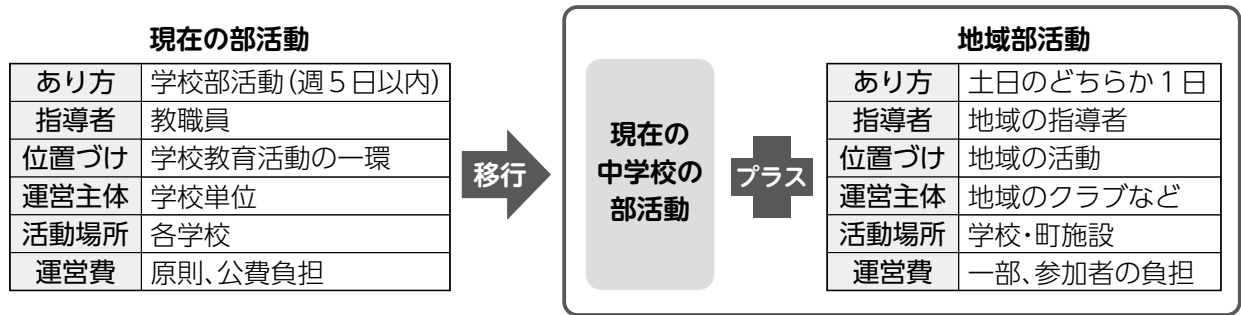 現在の部活動
あり方 学校部活動(週5日以内)
指導者 教職員
位置づけ 学校教育活動の一環
運営主体 学校単位
活動場所 各学校
運営費 原則、公費負担
移行
現在の
中学校の
部活動
プラス
地域部活動
あり方 土日のどちらか1日
指導者 地域の指導者
位置づけ 地域の活動
運営主体 地域のクラブなど
活動場所 学校・町施設
運営費 一部、参加者の負担